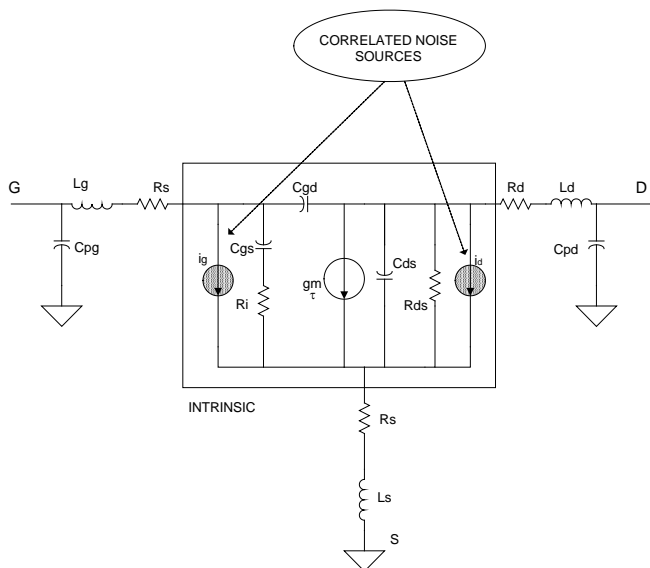 CORRELATED NOISE
SOURCES
G
Lg
Rs
Cgd
Rd
Ld
D
Cpg
ig
Cgs
Ri
gm
τ
Cds
Rds
id
Cpd
INTRINSIC
Rs
Ls
S